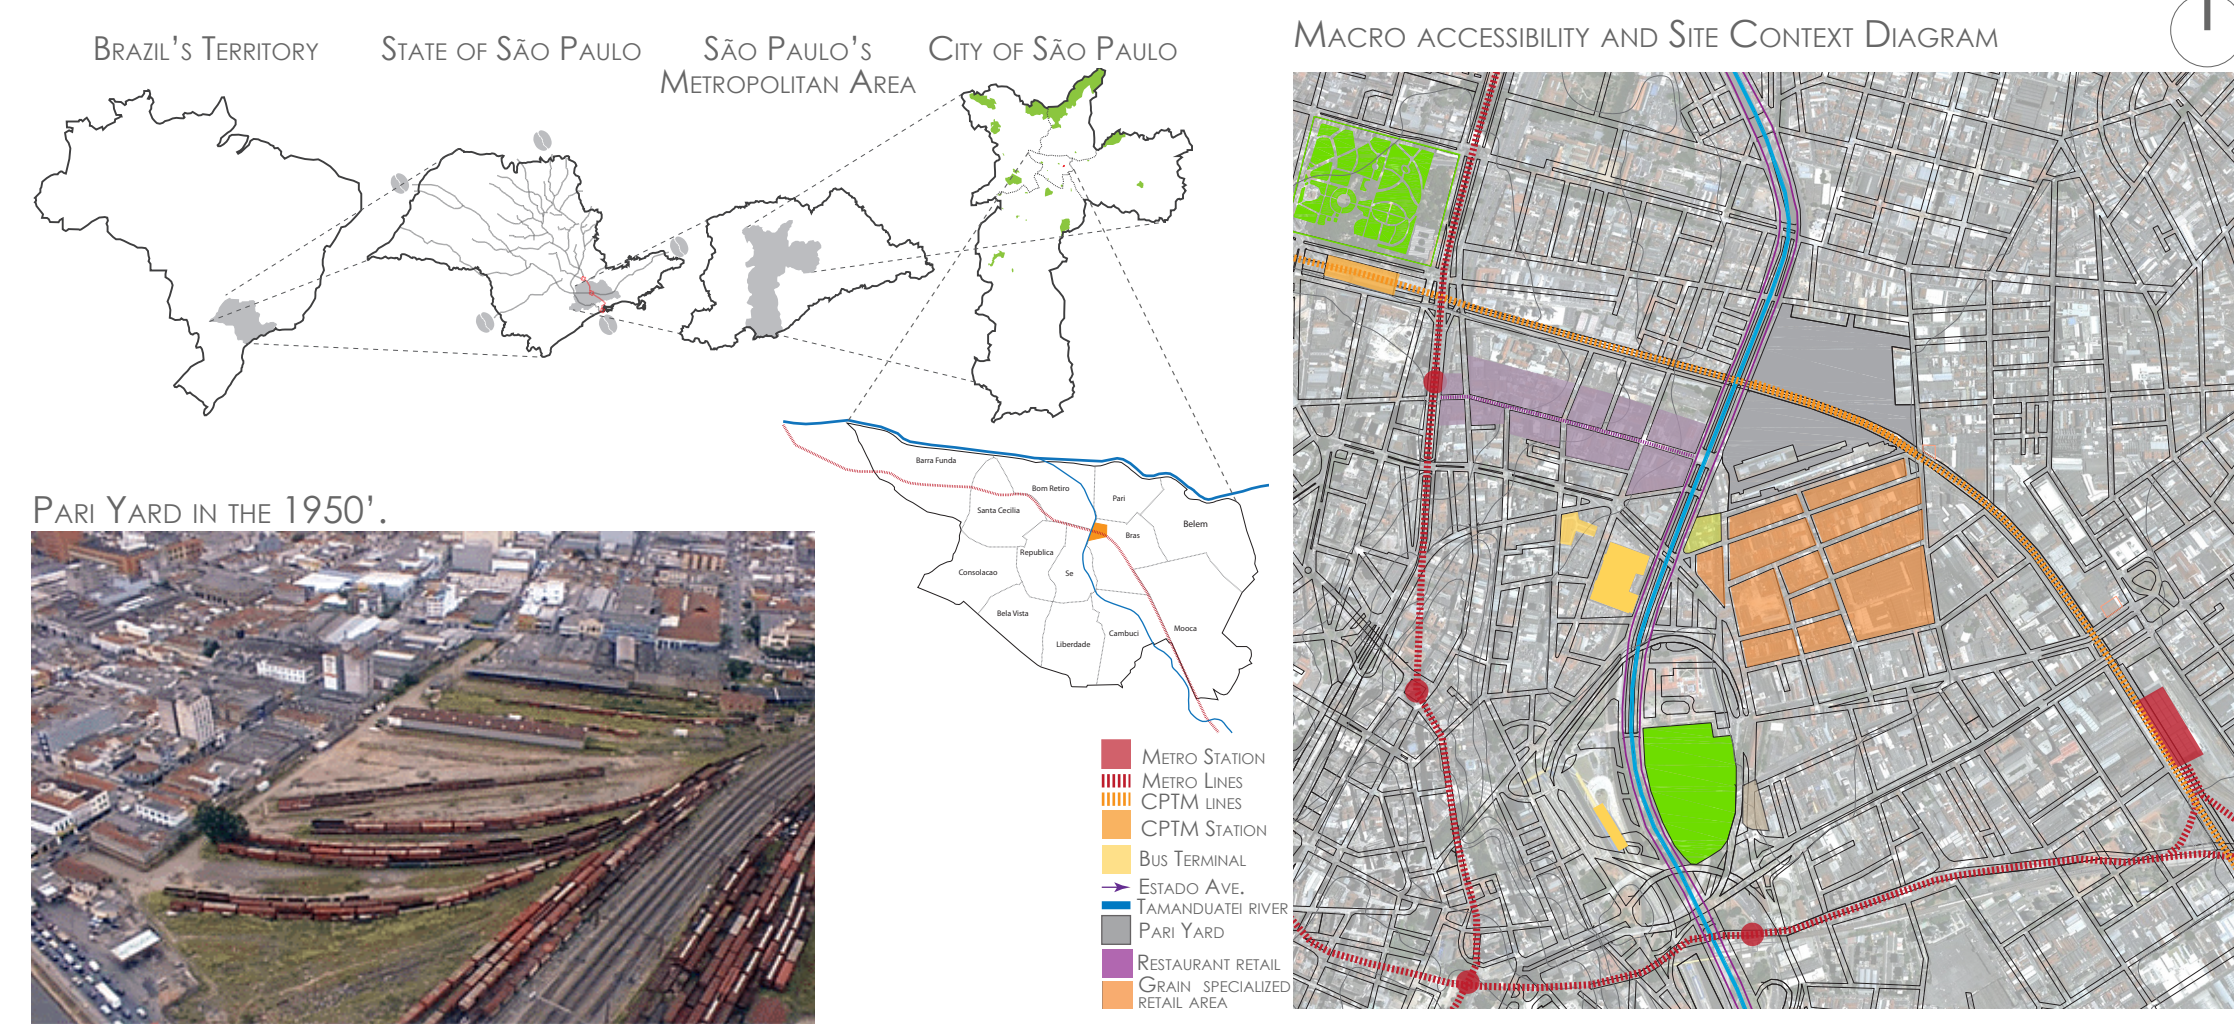 Brazil's Territory
State of São Paulo
São Paulo's
Metropolitan Area
City of São Paulo
Macro accessibility and Site Context Diagram
1
Pari Yard in the 1950'.
Barra Funda
Bom Retiro
Pari
Santa Cecilia
Belem
Bras
Republica
Consolacao
Se
Bela Vista
Cambuci
Mooca
Liberdade
Metro Station
Metro Lines
CPTM lines
CPTM Station
Bus Terminal
Estado Ave.
Tamanduatei river
Pari Yard
Restaurant retail
Grain specialized
retail area